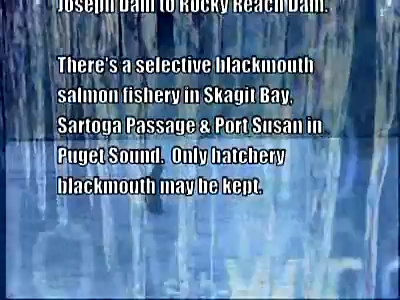 Joseph Dam to Rocky Reach Dam.
There's a selective blackmouth
salmon fishery in Skagit Bay,
Sartoga Passage & Port Susan in
Puget Sound.  Only hatchery
blackmouth may be kept.